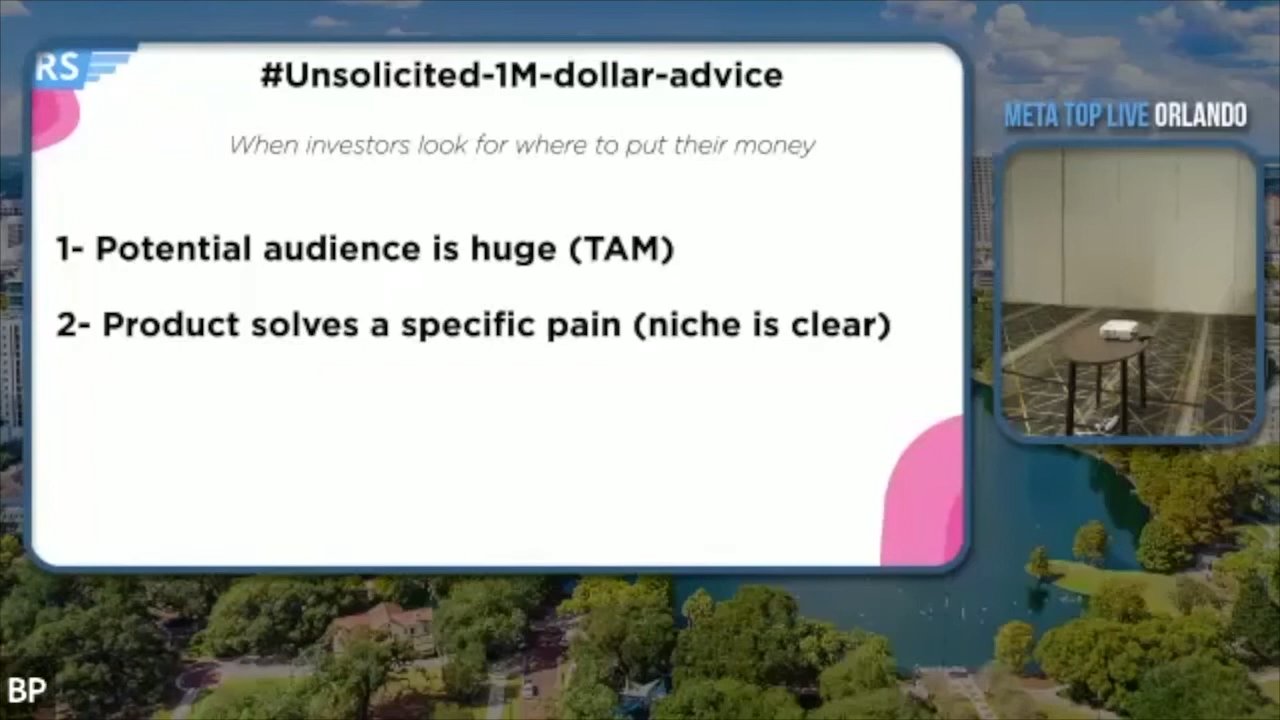 RS
#Unsolicited-1M-dollar-advice
When investors look for where to put their money
META TOP LIVE ORLANDO
1- Potential audience is huge (TAM)
2- Product solves a specific pain (niche is clear)
BP